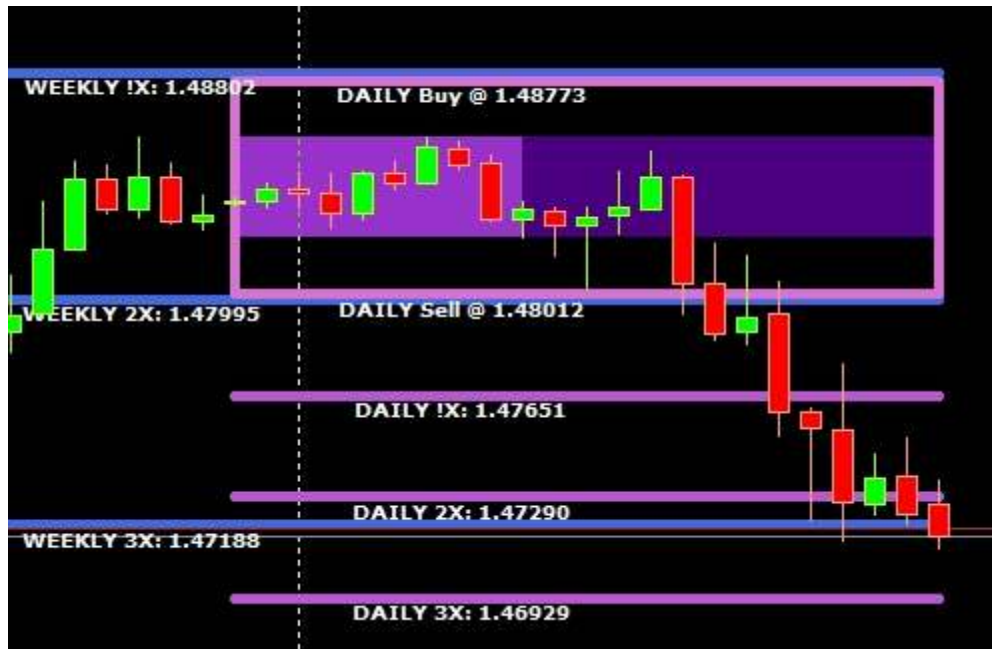 WEEKLY !X: 1.48802
DAILY Buy @ 1.48773
WEEKLY 2X: 1.47995
DAILY Sell @ 1.48012
DAILY !X: 1.47651
DAILY 2X: 1.47290
WEEKLY 3X: 1.47188
DAILY 3X: 1.46929